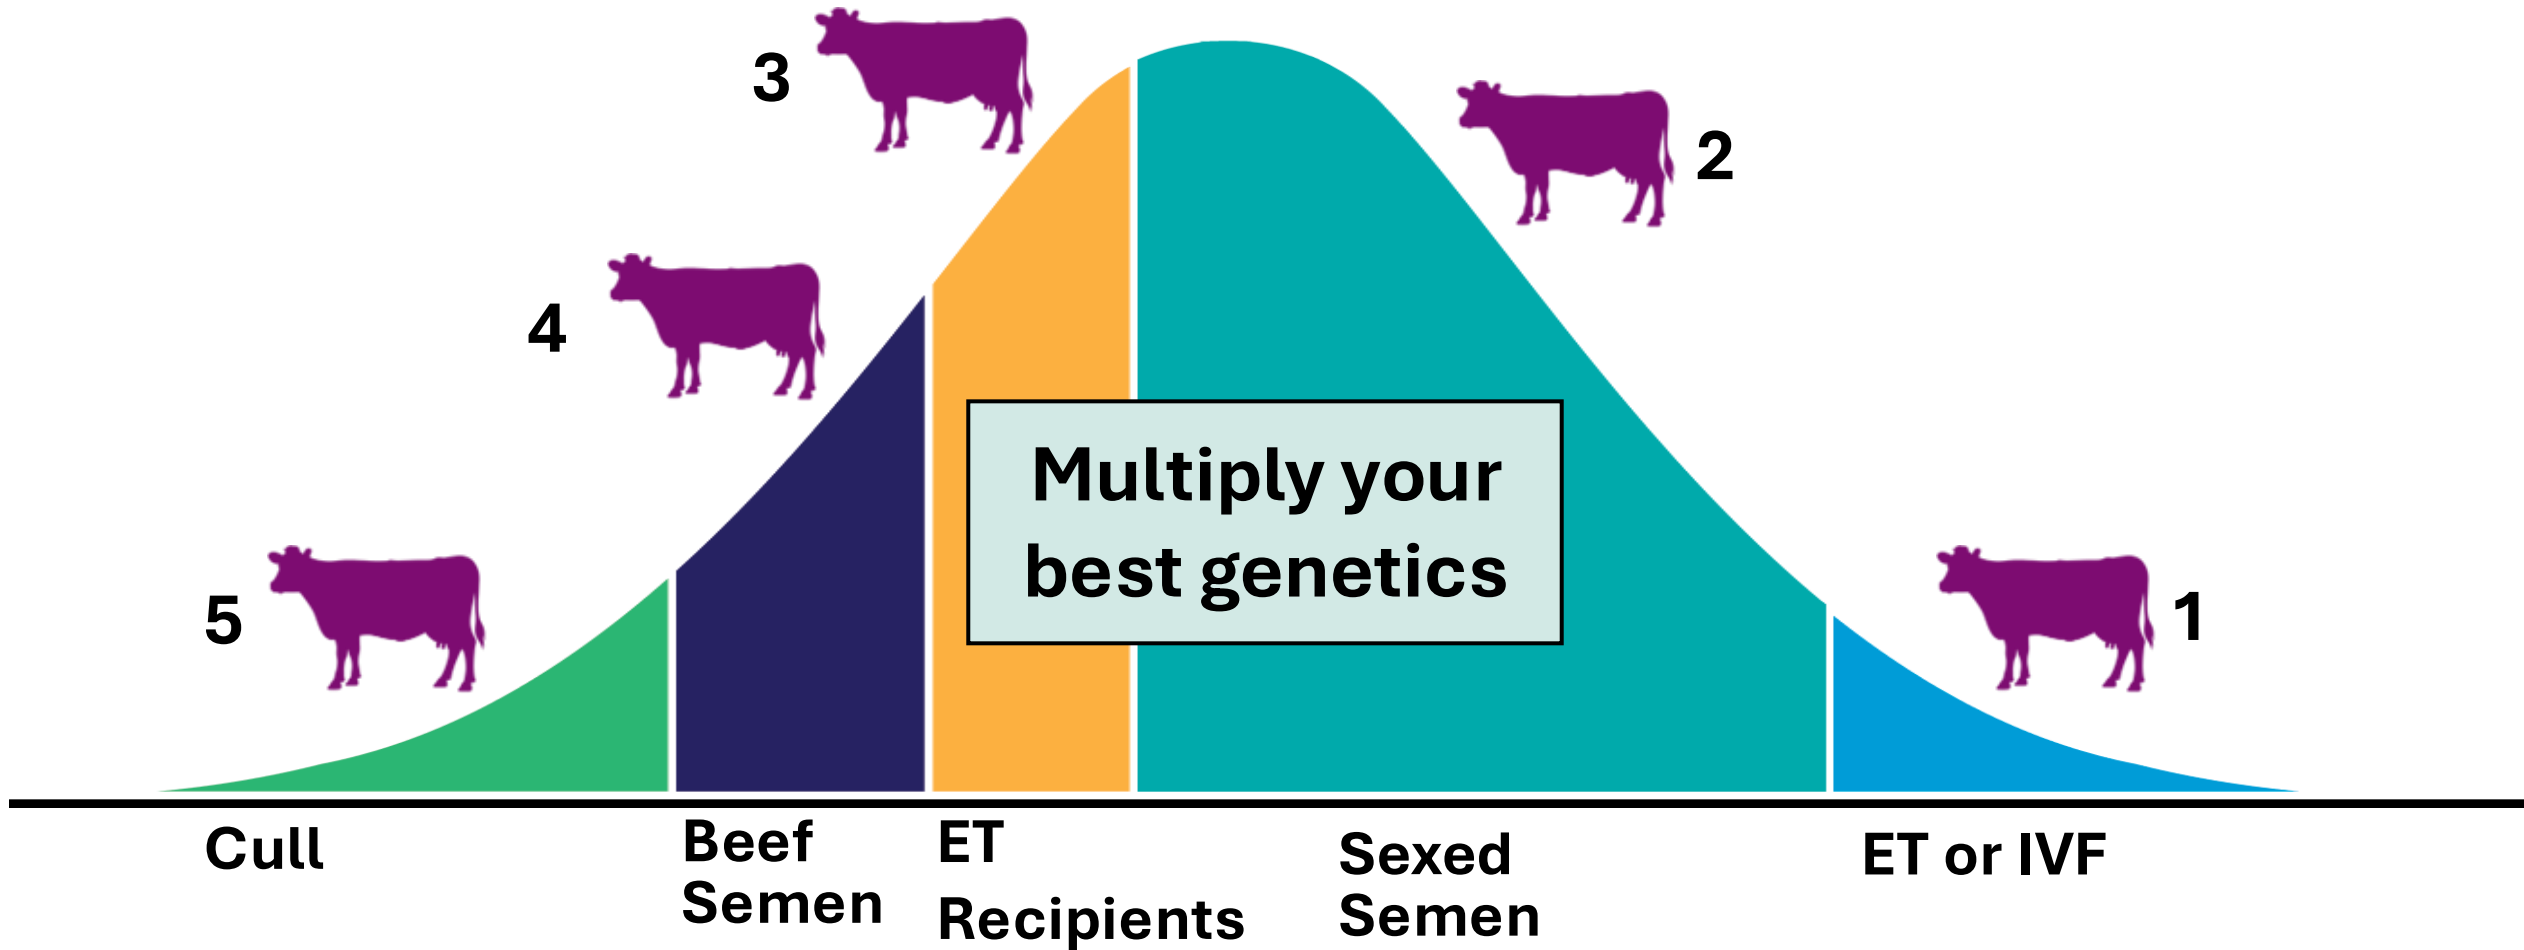 3
2
4
Multiply your
best genetics
5
1
Cull
Beef
Semen
ET
Recipients
Sexed
Semen
ET or IVF